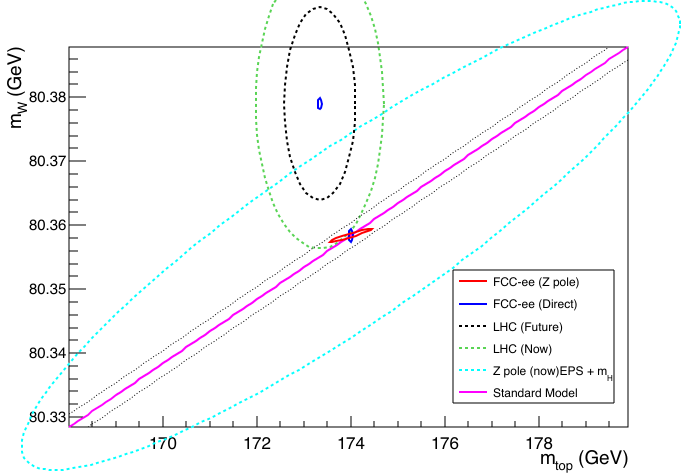 m_W (GeV)
80.38
80.37
80.36
80.35
80.34
80.33
170
172
174
176
178
m_top (GeV)
FCC-ee (Z pole)
FCC-ee (Direct)
LHC (Future)
LHC (Now)
Z pole (now)EPS + m_H
Standard Model